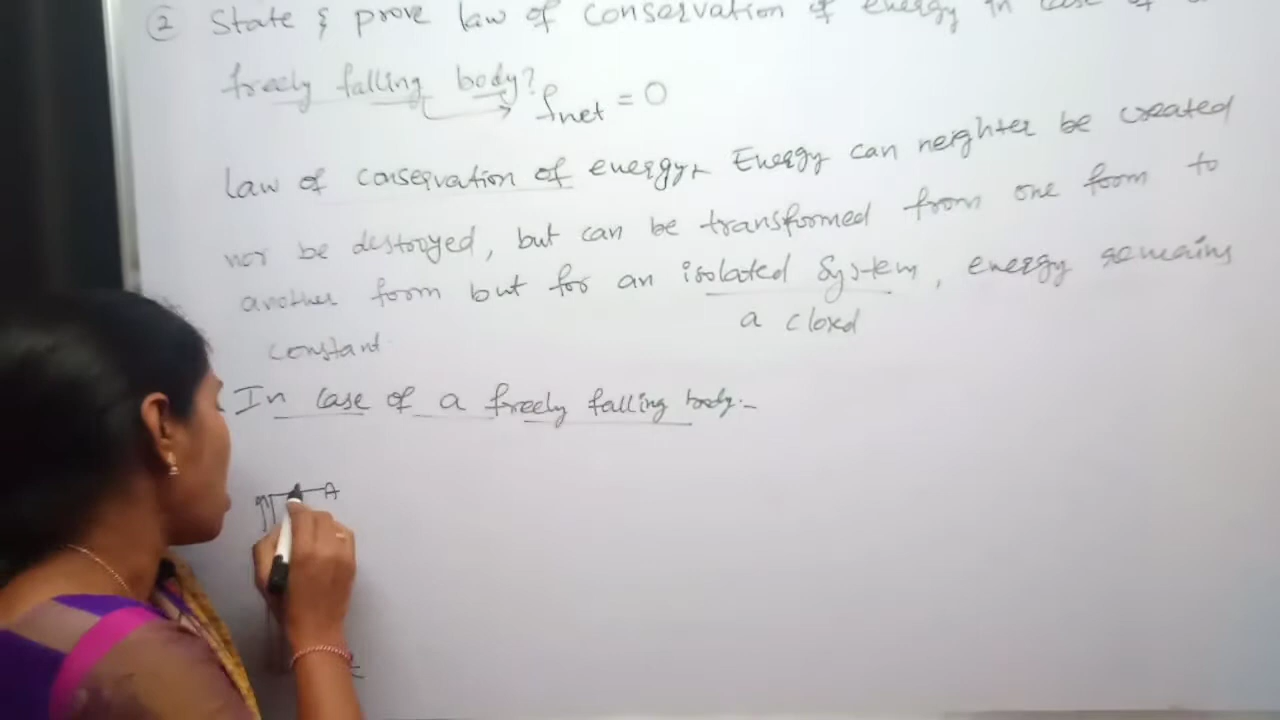 ② State & prove law of conservation of energy in case of a
freely falling body?
fnet = 0
law of conservation of energy:- Energy can neighter be created
nor be destroyed, but can be transformed from one form to
another form but for an isolated system, energy remains
a closed
constant
In case of a freely falling body:-
A